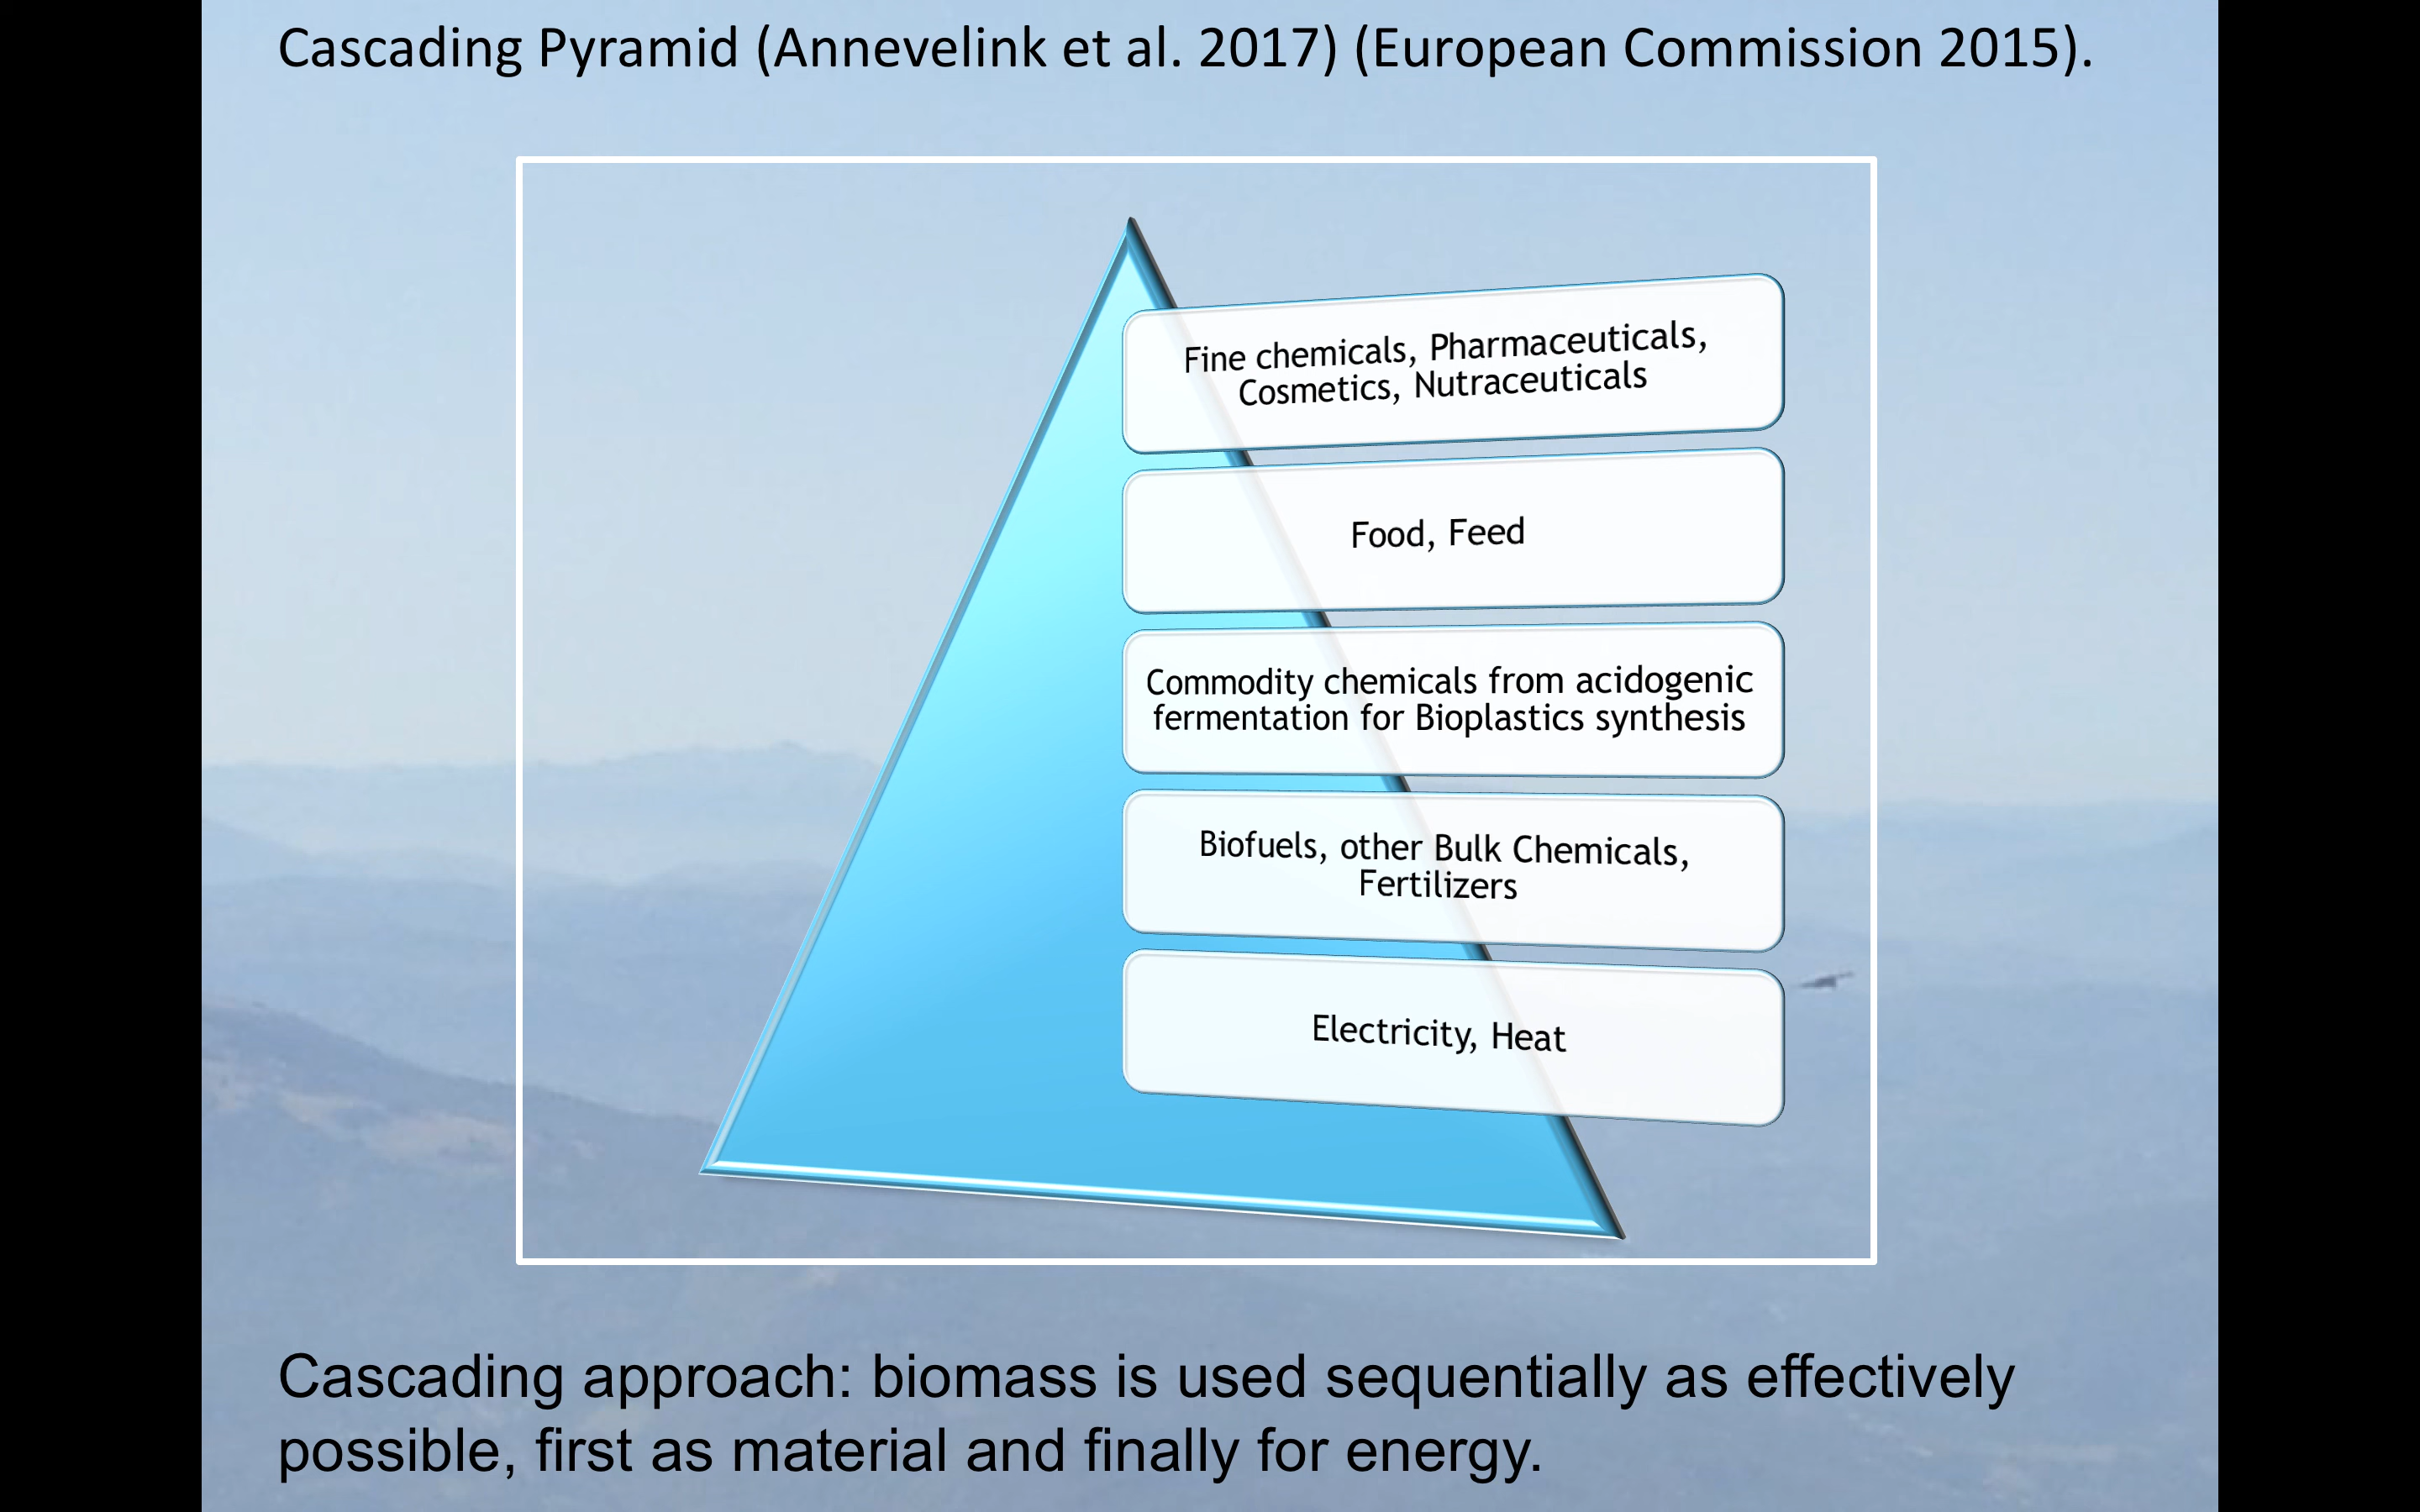 Cascading Pyramid (Annevelink et al. 2017) (European Commission 2015).
Fine chemicals, Pharmaceuticals,
Cosmetics, Nutraceuticals
Food, Feed
Commodity chemicals from acidogenic
fermentation for Bioplastics synthesis
Biofuels, other Bulk Chemicals,
Fertilizers
Electricity, Heat
Cascading approach: biomass is used sequentially as effectively
possible, first as material and finally for energy.